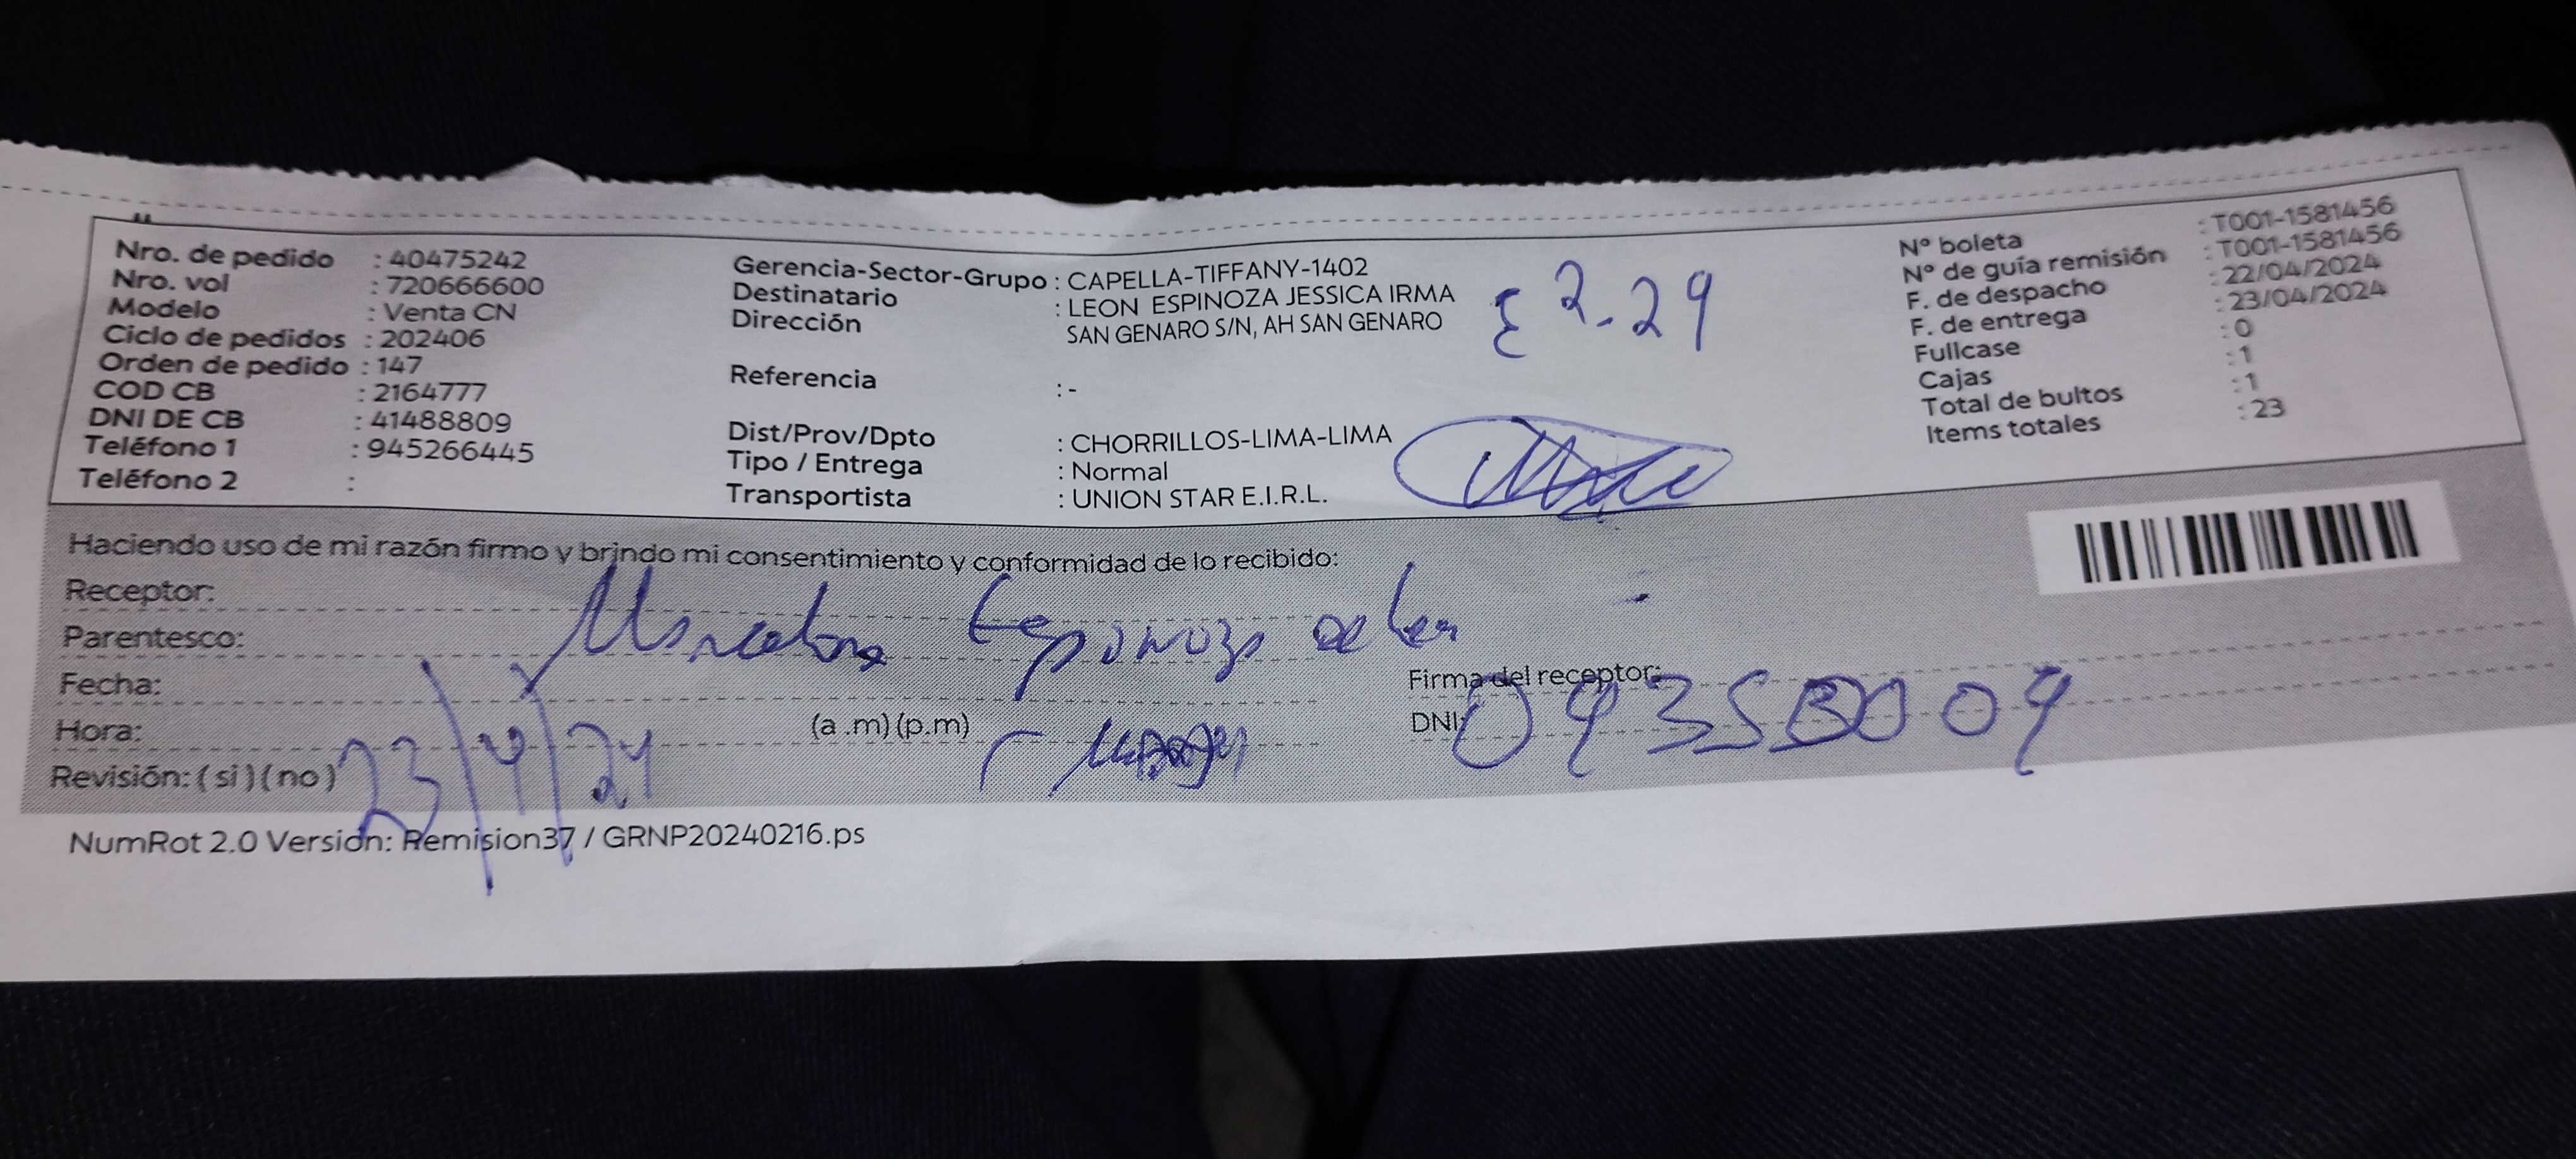 Nro. de pedido : 40475242
Nro. vol : 720666600
Modelo : Venta CN
Ciclo de pedidos : 202406
Orden de pedido : 147
COD CB : 2164777
DNI DE CB : 41488809
Teléfono 1 : 945266445
Teléfono 2 :
Gerencia-Sector-Grupo : CAPELLA-TIFFANY-1402
Destinatario : LEON ESPINOZA JESSICA IRMA
Dirección SAN GENARO S/N, AH SAN GENARO
Referencia : -
Dist/Prov/Dpto : CHORRILLOS-LIMA-LIMA
Tipo / Entrega : Normal
Transportista : UNION STAR E.I.R.L.
2-29
N° boleta : T001-1581456
N° de guía remisión : T001-1581456
F. de despacho : 22/04/2024
F. de entrega : 23/04/2024
Fullcase : 0
Cajas : 1
Total de bultos : 1
Items totales : 23
Haciendo uso de mi razón firmo y brindo mi consentimiento y conformidad de lo recibido:
Receptor:
Parentesco: Espinoza de
Fecha:
Hora: (a .m) (p.m)
Revisión: ( si ) ( no ) 23/4/24
Firma del receptor:
DNI:
NumRot 2.0 Versión: Remision37 / GRNP20240216.ps